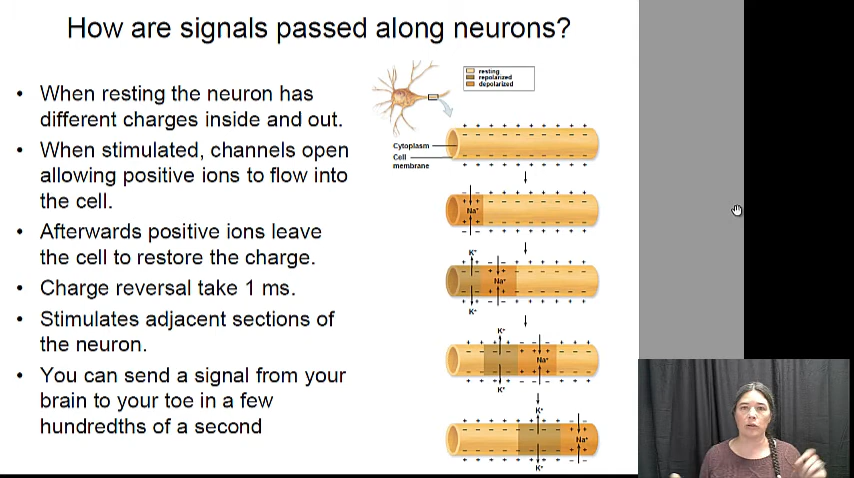 How are signals passed along neurons?
• When resting the neuron has
different charges inside and out.
• When stimulated, channels open
allowing positive ions to flow into
the cell.
• Afterwards positive ions leave
the cell to restore the charge.
• Charge reversal take 1 ms.
• Stimulates adjacent sections of
the neuron.
• You can send a signal from your
brain to your toe in a few
hundredths of a second
resting
repolarized
depolarized
Cytoplasm
Cell
membrane
Na⁺
K⁺
Na⁺
K⁺
K⁺
Na⁺
K⁺
K⁺
Na⁺
K⁺